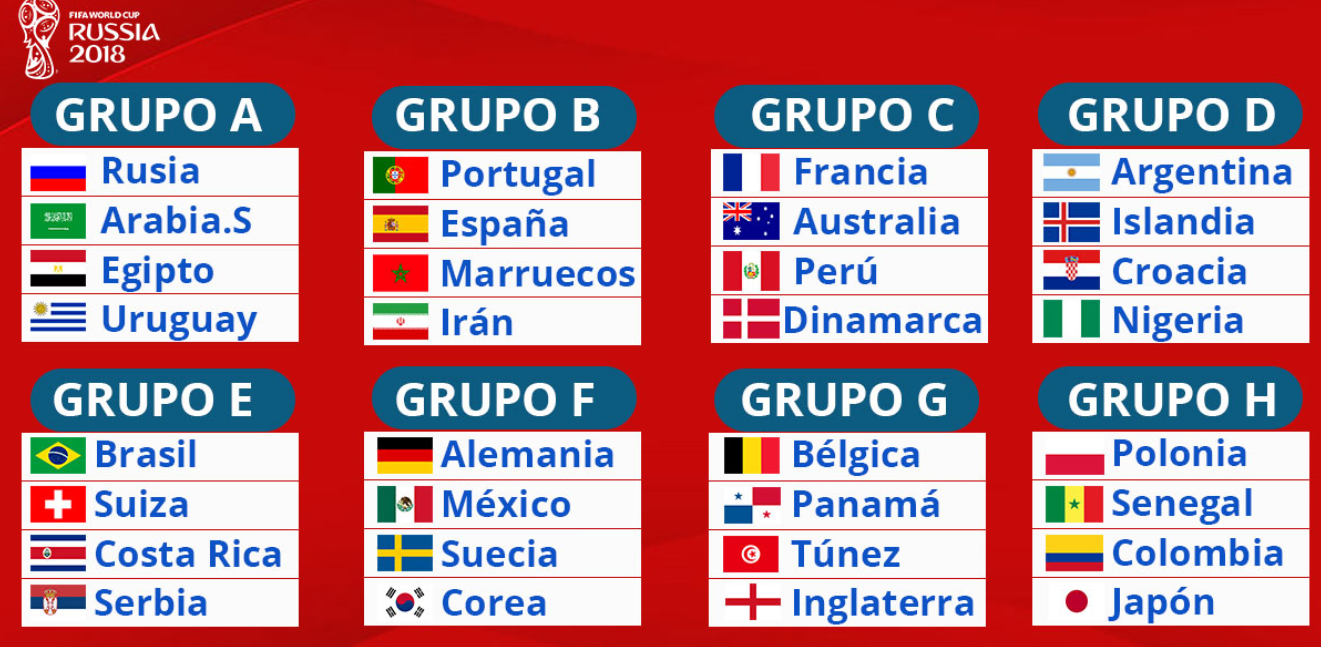 FIFA WORLD CUP
RUSSIA
2018
GRUPO A
Rusia
Arabia.S
Egipto
Uruguay
GRUPO B
Portugal
España
Marruecos
Irán
GRUPO C
Francia
Australia
Perú
Dinamarca
GRUPO D
Argentina
Islandia
Croacia
Nigeria
GRUPO E
Brasil
Suiza
Costa Rica
Serbia
GRUPO F
Alemania
México
Suecia
Corea
GRUPO G
Bélgica
Panamá
Túnez
Inglaterra
GRUPO H
Polonia
Senegal
Colombia
Japón